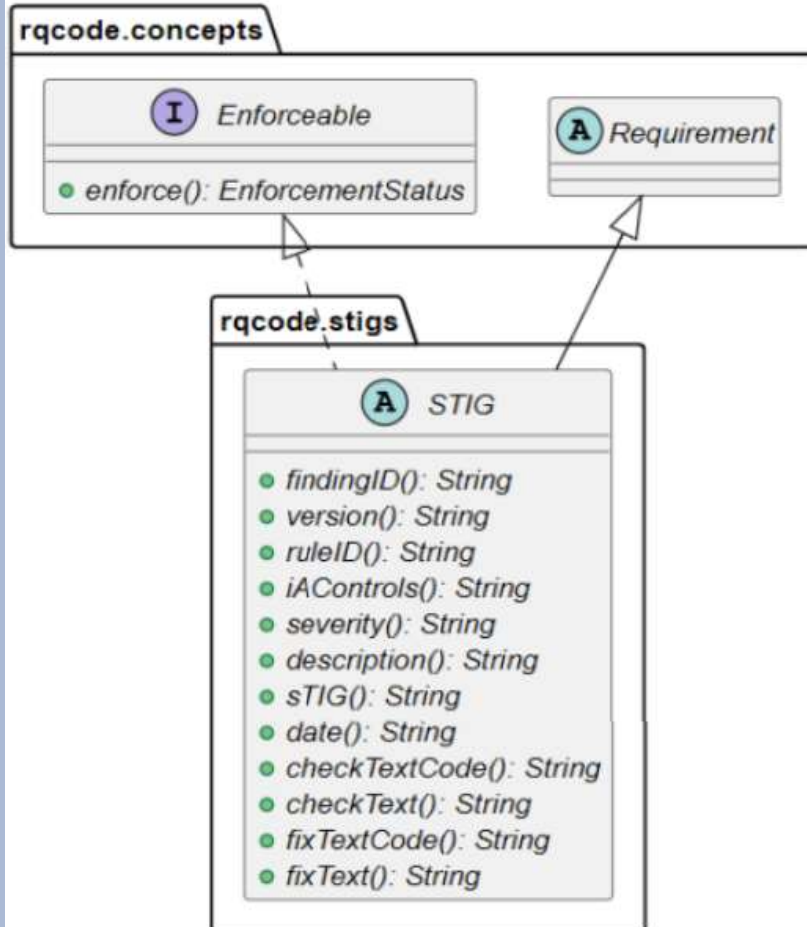 rqcode.concepts
I Enforceable
A Requirement
enforce(): EnforcementStatus
rqcode.stigs
A STIG
findingID(): String
version(): String
ruleID(): String
iAControls(): String
severity(): String
description(): String
sTIG(): String
date(): String
checkTextCode(): String
checkText(): String
fixTextCode(): String
fixText(): String